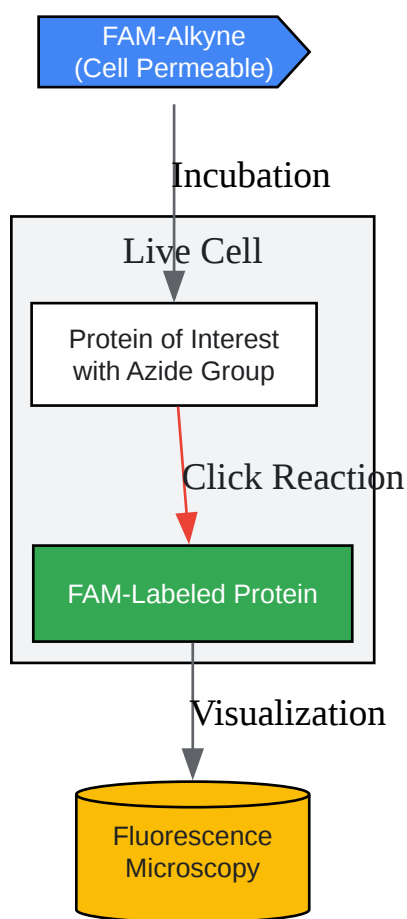 FAM-Alkyne
(Cell Permeable)
Incubation
Live Cell
Protein of Interest
with Azide Group
Click Reaction
FAM-Labeled Protein
Visualization
Fluorescence
Microscopy